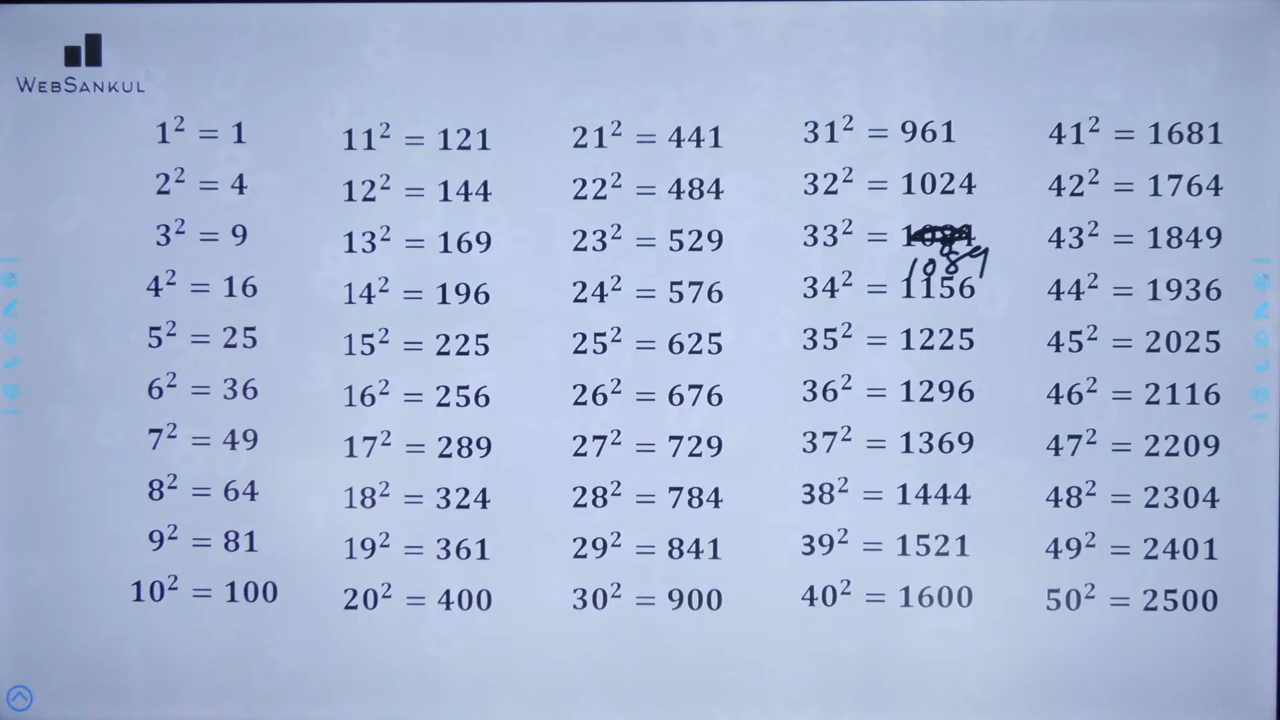 WEBSANKUL
1² = 1
2² = 4
3² = 9
4² = 16
5² = 25
6² = 36
7² = 49
8² = 64
9² = 81
10² = 100
11² = 121
12² = 144
13² = 169
14² = 196
15² = 225
16² = 256
17² = 289
18² = 324
19² = 361
20² = 400
21² = 441
22² = 484
23² = 529
24² = 576
25² = 625
26² = 676
27² = 729
28² = 784
29² = 841
30² = 900
31² = 961
32² = 1024
33² =
1089
34² = 1156
35² = 1225
36² = 1296
37² = 1369
38² = 1444
39² = 1521
40² = 1600
41² = 1681
42² = 1764
43² = 1849
44² = 1936
45² = 2025
46² = 2116
47² = 2209
48² = 2304
49² = 2401
50² = 2500